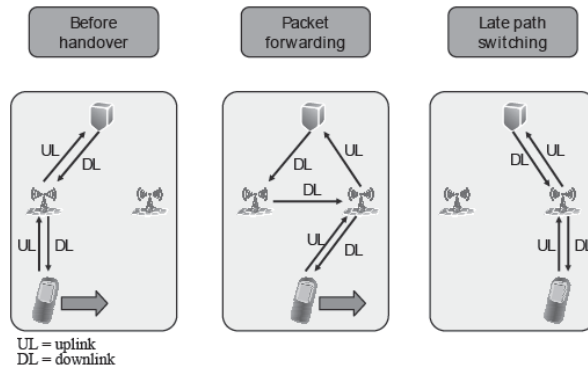 Before
handover
Packet
forwarding
Late path
switching
UL
DL
UL
DL
DL
UL
DL
UL
DL
DL
UL
UL
DL
UL = uplink
DL = downlink